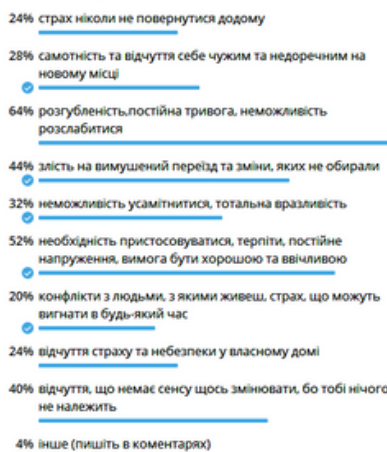 24% страх ніколи не повернутися додому
28% самотність та відчуття себе чужим та недоречним на
новому місці
64% розгубленість,постійна тривога, неможливість
розслабитися
44% злість на вимушений переїзд та зміни, яких не обирали
32% неможливість усамітнитися, тотальна вразливість
52% необхідність пристосовуватися, терпіти, постійне
напруження, вимога бути хорошою та ввічливою
20% конфлікти з людьми, з якими живеш, страх, що можуть
вигнати в будь-який час
24% відчуття страху та небезпеки у власному домі
40% відчуття, що немає сенсу щось змінювати, бо тобі нічого
не належить
4% інше (пишіть в коментарях)